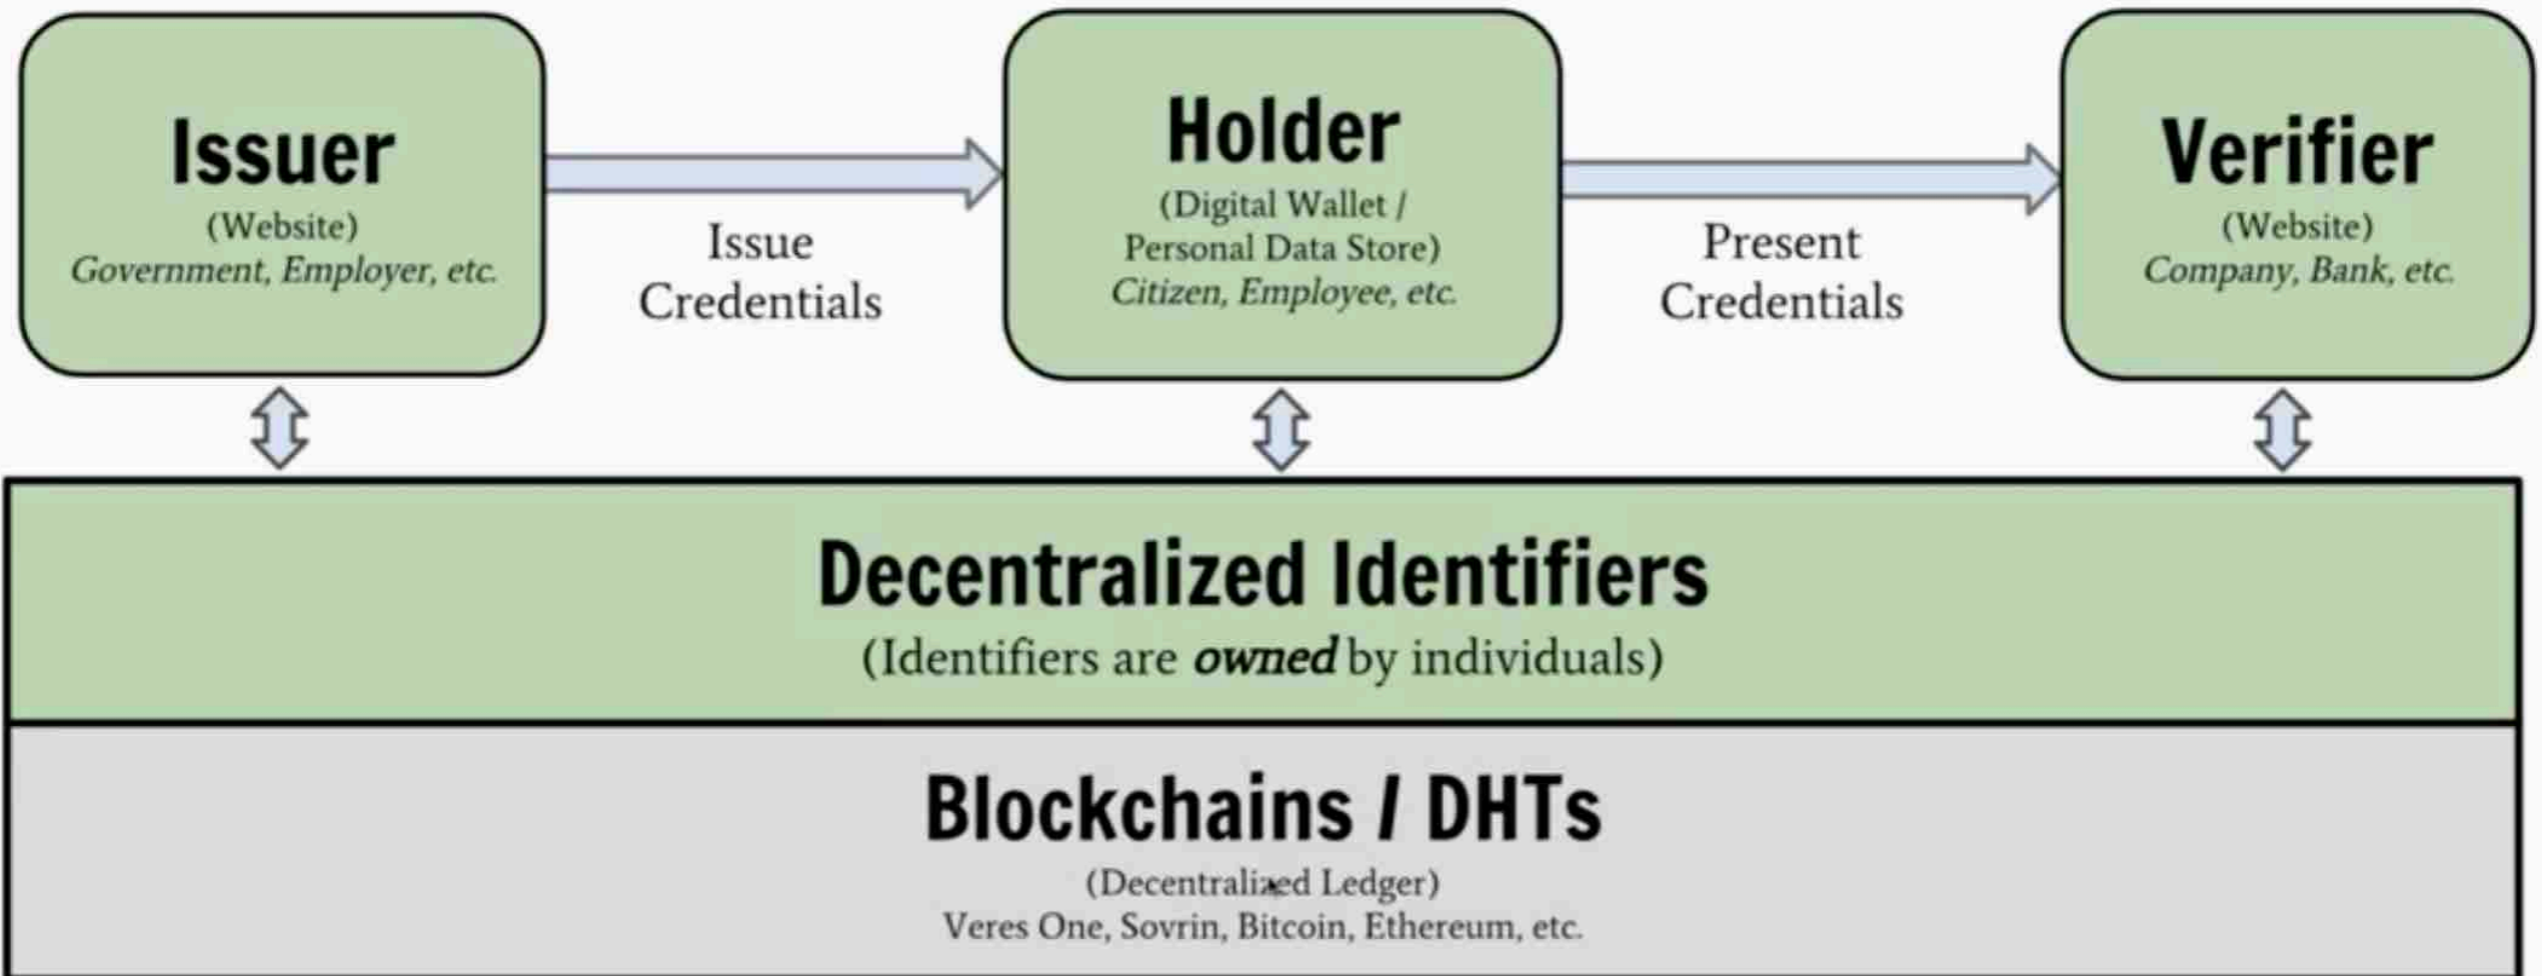 Issuer
(Website)
Government, Employer, etc.
Issue
Credentials
Holder
(Digital Wallet /
Personal Data Store)
Citizen, Employee, etc.
Present
Credentials
Verifier
(Website)
Company, Bank, etc.
Decentralized Identifiers
(Identifiers are owned by individuals)
Blockchains / DHTs
(Decentralized Ledger)
Veres One, Sovrin, Bitcoin, Ethereum, etc.